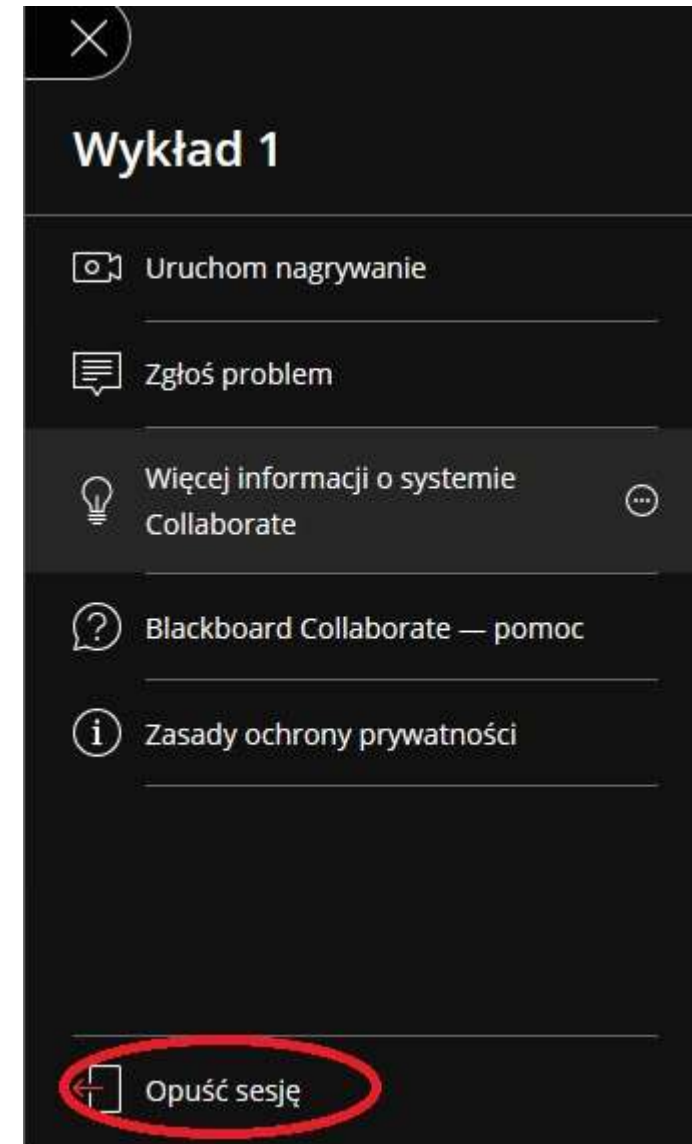 Wykład 1
Uruchom nagrywanie
Zgłoś problem
Więcej informacji o systemie
Collaborate
Blackboard Collaborate — pomoc
Zasady ochrony prywatności
Opuść sesję